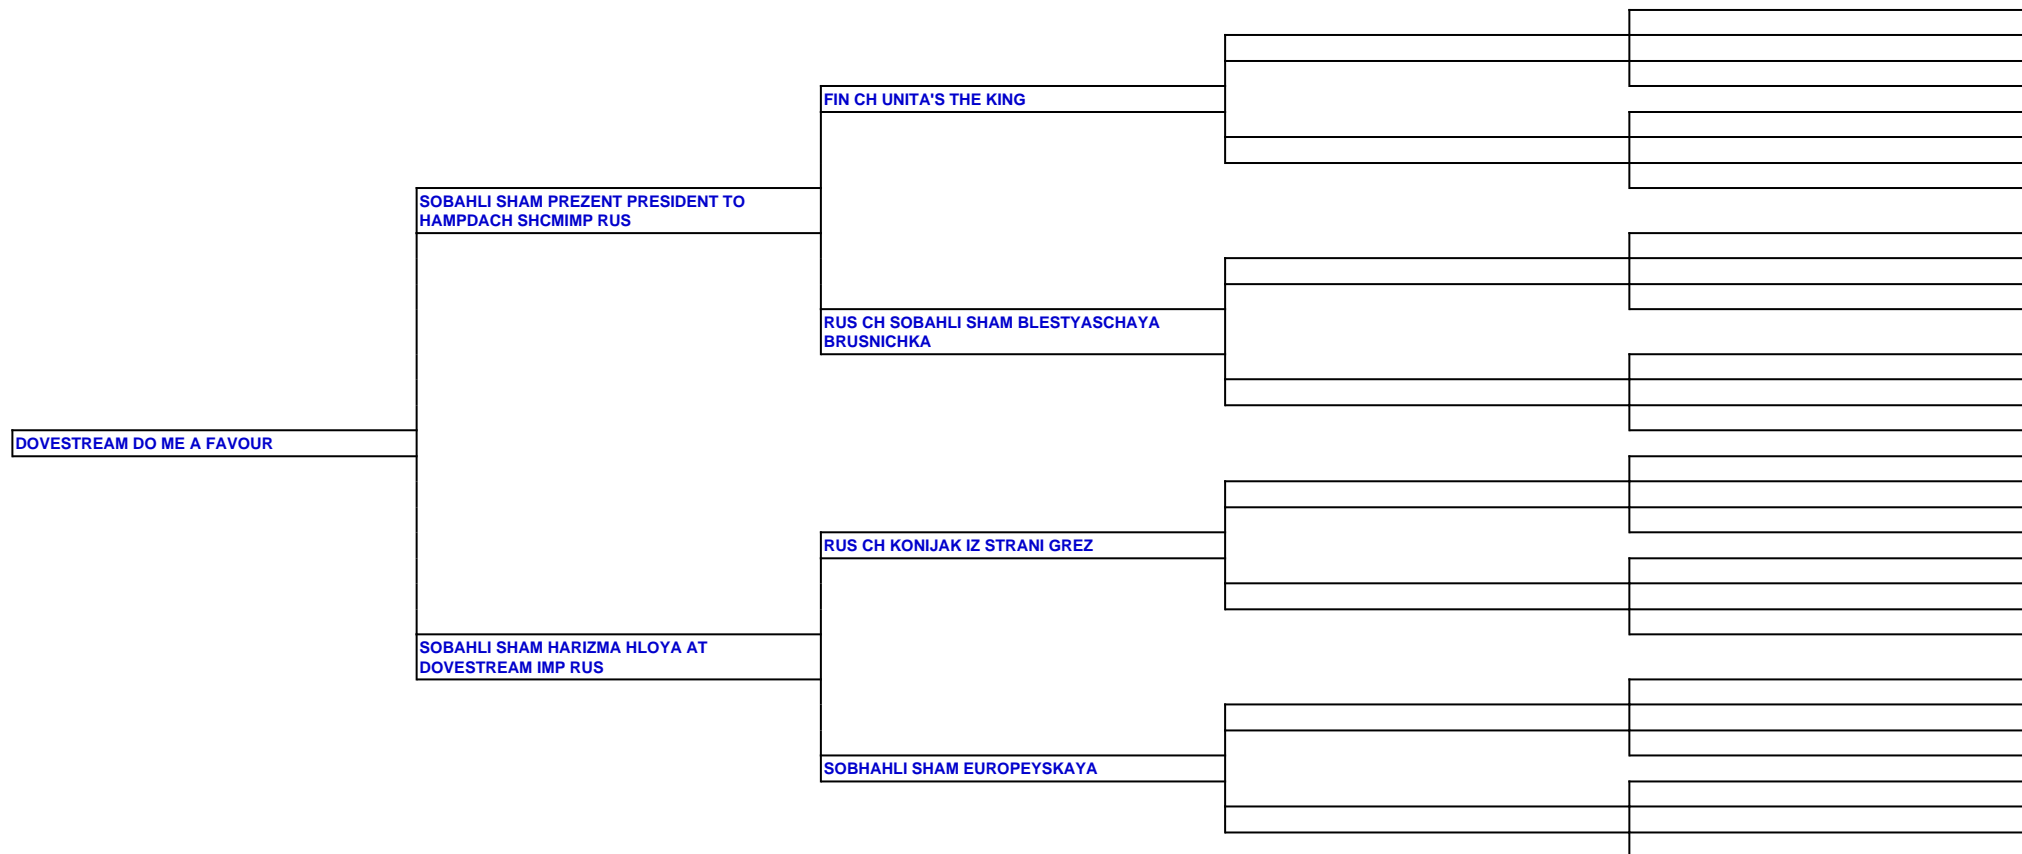 FIN CH UNITA'S THE KING
SOBAHLI SHAM PREZENT PRESIDENT TO
HAMPDACH SHCMIMP RUS
RUS CH SOBAHLI SHAM BLESTYASCHAYA
BRUSNICHKA
DOVESTREAM DO ME A FAVOUR
RUS CH KONIJAK IZ STRANI GREZ
SOBAHLI SHAM HARIZMA HLOYA AT
DOVESTREAM IMP RUS
SOBHAHLI SHAM EUROPEYSKAYA